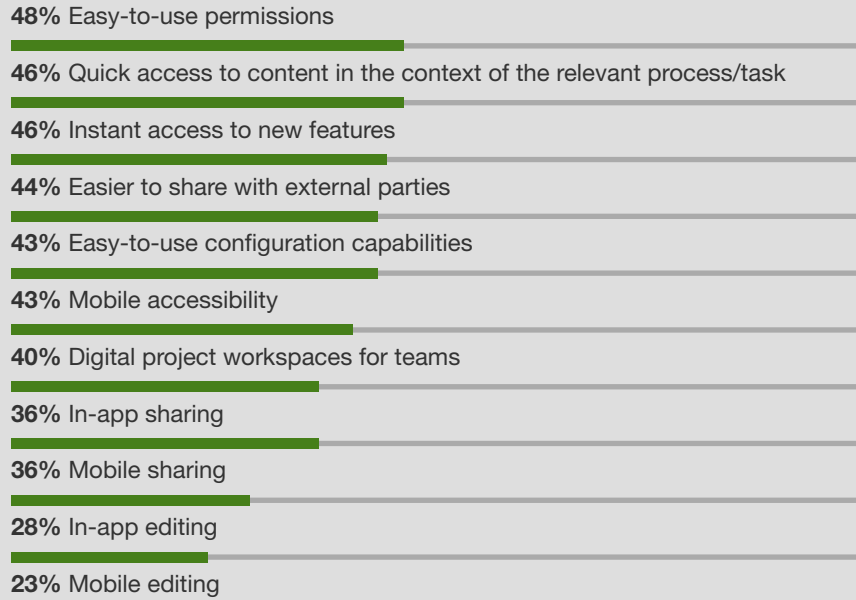 48% Easy-to-use permissions
46% Quick access to content in the context of the relevant process/task
46% Instant access to new features
44% Easier to share with external parties
43% Easy-to-use configuration capabilities
43% Mobile accessibility
40% Digital project workspaces for teams
36% In-app sharing
36% Mobile sharing
28% In-app editing
23% Mobile editing